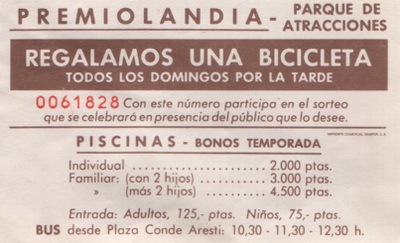 PREMIOLANDIA - PARQUE DE ATRACCIONES
REGALAMOS UNA BICICLETA
TODOS LOS DOMINGOS POR LA TARDE
0061828 Con este número participa en el sorteo
que se celebrará en presencia del público que lo desee.
IMPRENTA COMERCIAL GAMPER, S. A.
PISCINAS - BONOS TEMPORADA
Individual ........................ 2.000 ptas.
Familiar: (con 2 hijos) ............ 3.000 ptas.
» (más 2 hijos) ............ 4.500 ptas.
Entrada: Adultos, 125,- ptas. Niños, 75,- ptas.
BUS desde Plaza Conde Aresti: 10,30 - 11,30 - 12,30 h.